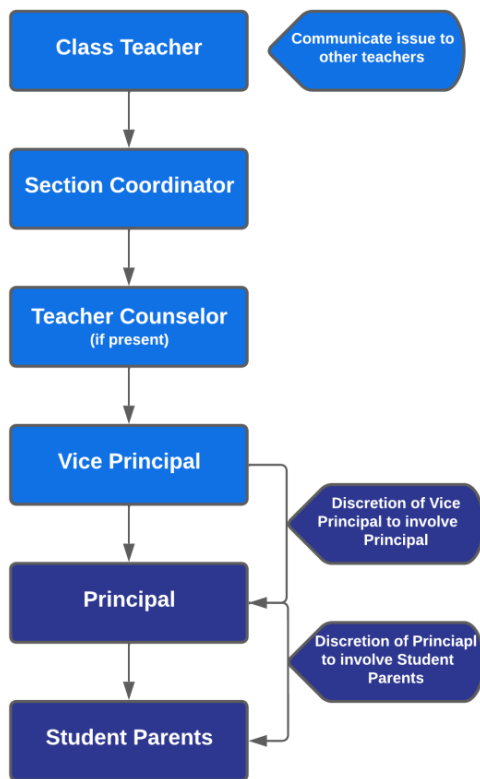 Class Teacher
Communicate issue to
other teachers
Section Coordinator
Teacher Counselor
(if present)
Vice Principal
Discretion of Vice
Principal to involve
Principal
Principal
Discretion of Princiapl
to involve Student
Parents
Student Parents